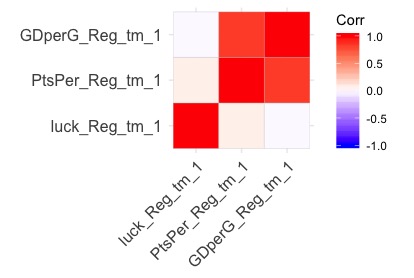 GDperG_Reg_tm_1
PtsPer_Reg_tm_1
luck_Reg_tm_1
luck_Reg_tm_1
PtsPer_Reg_tm_1
GDperG_Reg_tm_1
Corr
1.0
0.5
0.0
-0.5
-1.0